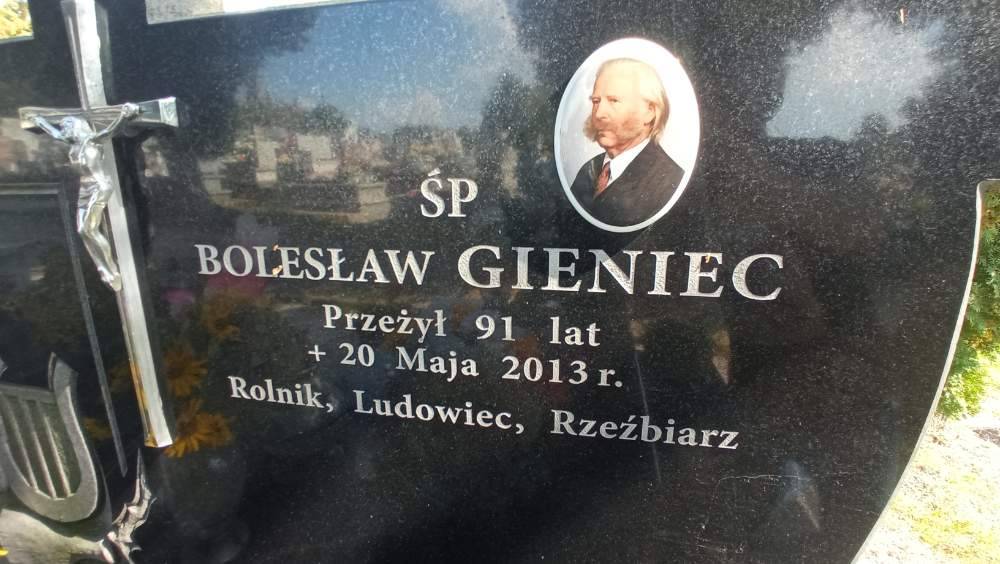 ŚP
BOLESŁAW GIENIEC
Przeżył 91 lat
+ 20 Maja 2013 r.
Rolnik, Ludowiec, Rzeźbiarz